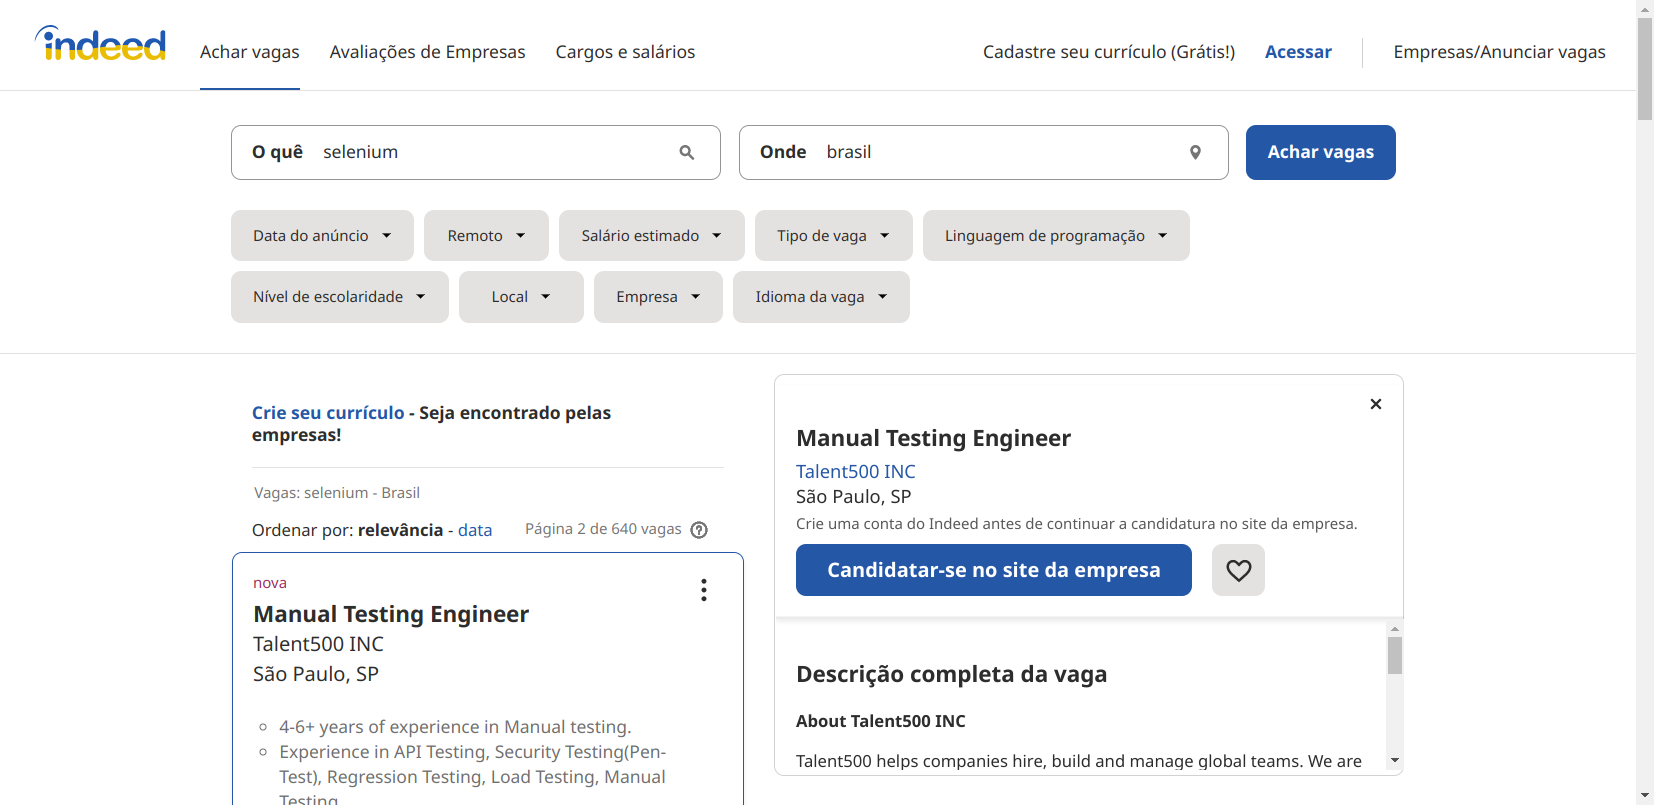 indeed
Achar vagas
Avaliações de Empresas
Cargos e salários
Cadastre seu currículo (Grátis!)
Acessar
Empresas/Anunciar vagas
O quê selenium
Onde brasil
Achar vagas
Data do anúncio
Remoto
Salário estimado
Tipo de vaga
Linguagem de programação
Nível de escolaridade
Local
Empresa
Idioma da vaga
Crie seu currículo - Seja encontrado pelas
empresas!
Vagas: selenium - Brasil
Ordenar por: relevância - data
Página 2 de 640 vagas
nova
Manual Testing Engineer
Talent500 INC
São Paulo, SP
4-6+ years of experience in Manual testing.
Experience in API Testing, Security Testing(Pen-
Test), Regression Testing, Load Testing, Manual
Testing
Manual Testing Engineer
Talent500 INC
São Paulo, SP
Crie uma conta do Indeed antes de continuar a candidatura no site da empresa.
Candidatar-se no site da empresa
Descrição completa da vaga
About Talent500 INC
Talent500 helps companies hire, build and manage global teams. We are